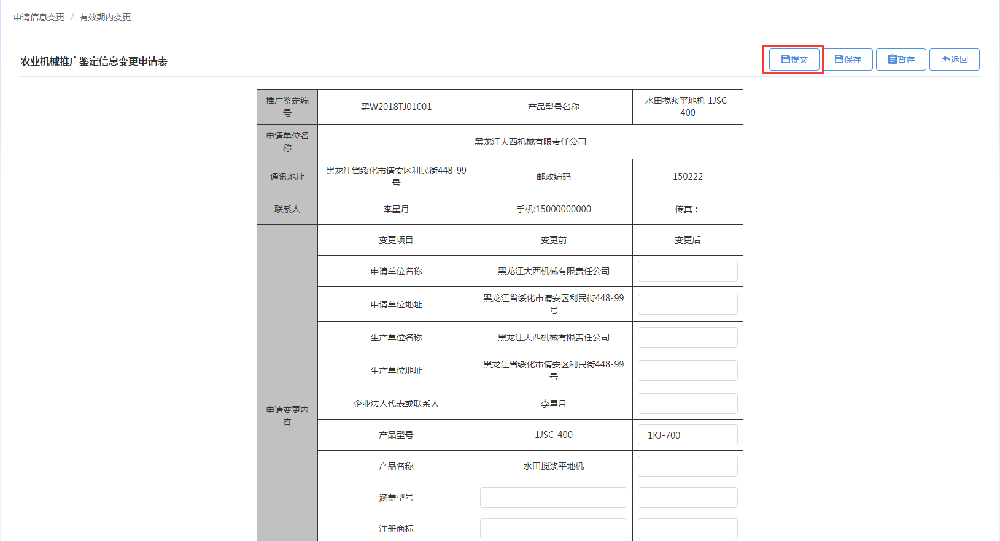 申请信息变更 / 有效期内变更
农业机械推广鉴定信息变更申请表
提交
保存
暂存
返回
推广鉴定编
号
黑W2018TJ01001
产品型号名称
水田搅浆平地机 1JSC-
400
申请单位名
称
黑龙江大西机械有限责任公司
通讯地址
黑龙江省绥化市请安区利民街448-99
号
邮政编码
150222
联系人
李星月
手机:15000000000
传真：
申请变更内
容
变更项目
变更前
变更后
申请单位名称
黑龙江大西机械有限责任公司
申请单位地址
黑龙江省绥化市请安区利民街448-99
号
生产单位名称
黑龙江大西机械有限责任公司
生产单位地址
黑龙江省绥化市请安区利民街448-99
号
企业法人代表或联系人
李星月
产品型号
1JSC-400
1KJ-700
产品名称
水田搅浆平地机
涵盖型号
注册商标